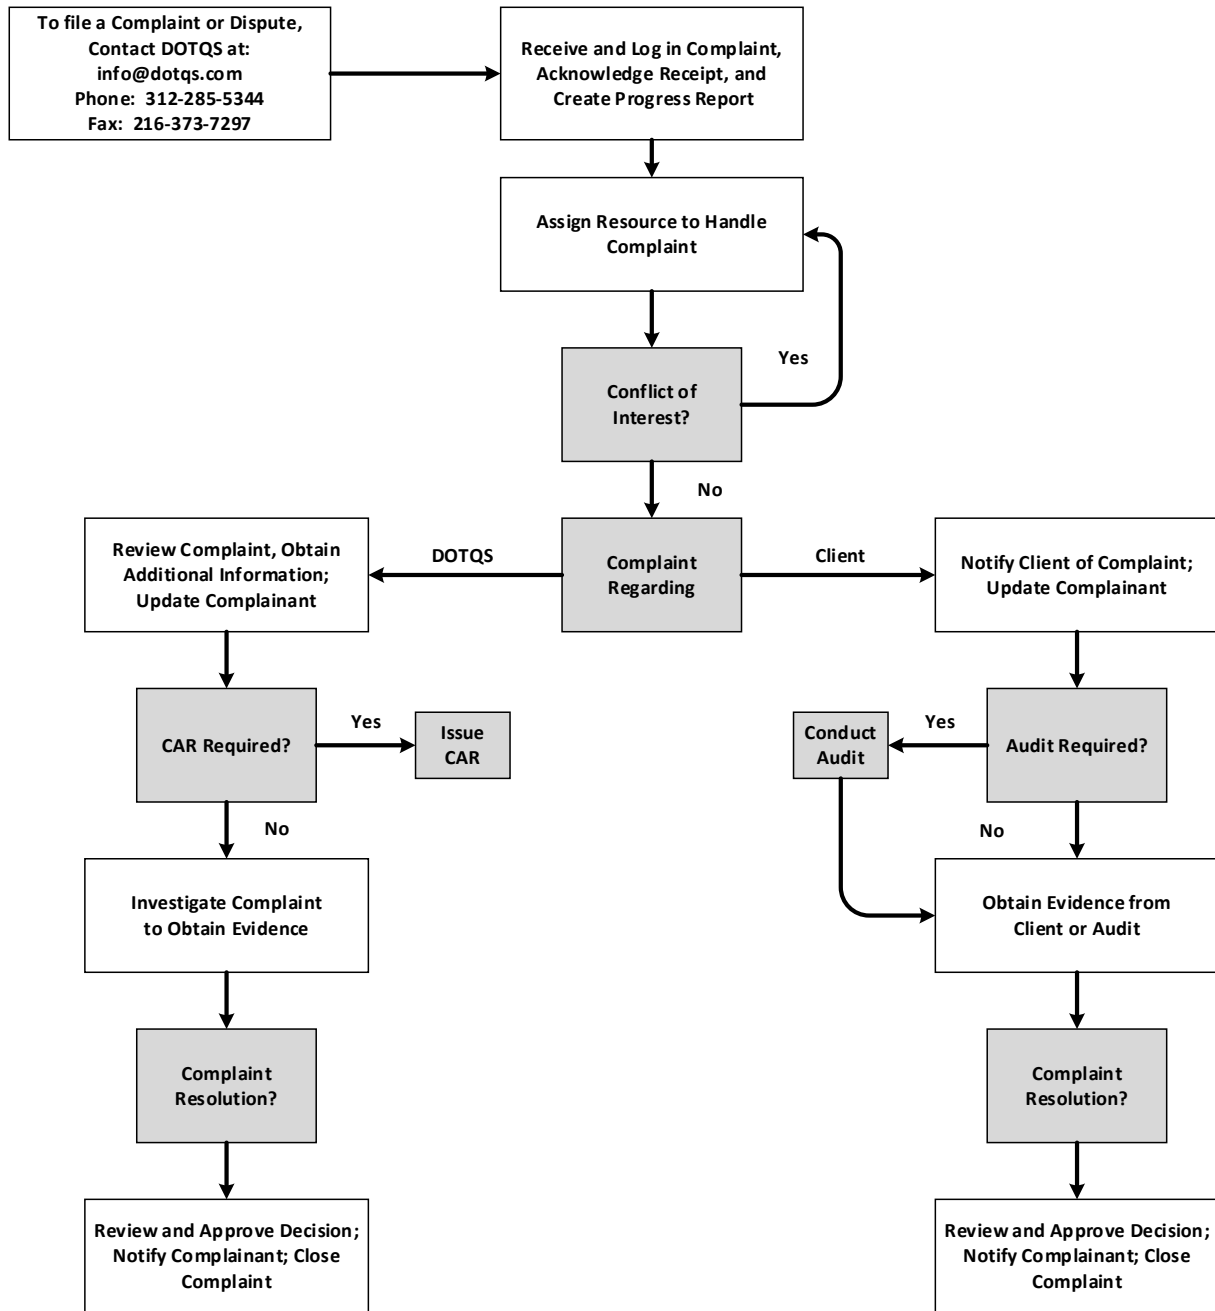 To file a Complaint or Dispute,
Contact DOTQS at:
info@dotqs.com
Phone:  312-285-5344
Fax:  216-373-7297
Receive and Log in Complaint,
Acknowledge Receipt, and
Create Progress Report
Assign Resource to Handle
Complaint
Yes
Conflict of
Interest?
No
Review Complaint, Obtain
Additional Information;
Update Complainant
DOTQS
Complaint
Regarding
Client
Notify Client of Complaint;
Update Complainant
CAR Required?
Yes
Issue
CAR
Conduct
Audit
Yes
Audit Required?
No
No
Investigate Complaint
to Obtain Evidence
Obtain Evidence from
Client or Audit
Complaint
Resolution?
Complaint
Resolution?
Review and Approve Decision;
Notify Complainant; Close
Complaint
Review and Approve Decision;
Notify Complainant; Close
Complaint